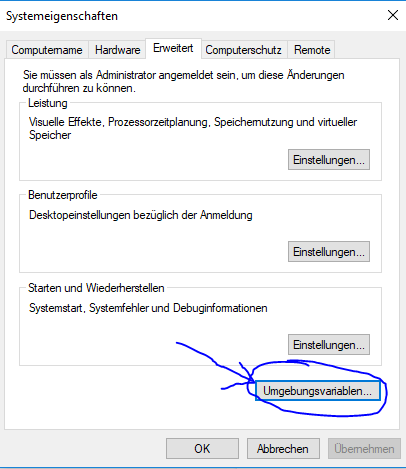 Systemeigenschaften
Computername Hardware Erweitert Computerschutz Remote
Sie müssen als Administrator angemeldet sein, um diese Änderungen
durchführen zu können.
Leistung
Visuelle Effekte, Prozessorzeitplanung, Speichernutzung und virtueller
Speicher
Einstellungen...
Benutzerprofile
Desktopeinstellungen bezüglich der Anmeldung
Einstellungen...
Starten und Wiederherstellen
Systemstart, Systemfehler und Debuginformationen
Einstellungen...
Umgebungsvariablen...
OK Abbrechen Übernehmen